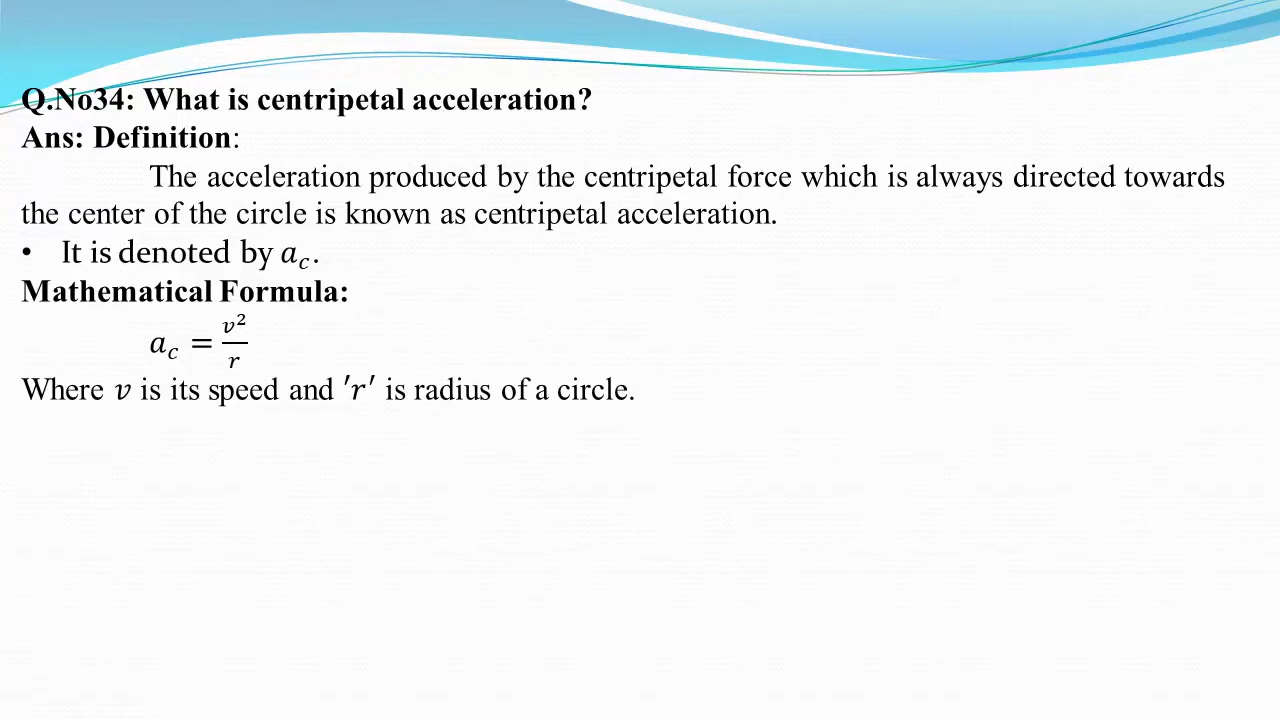 Q.No34: What is centripetal acceleration?
Ans: Definition:
The acceleration produced by the centripetal force which is always directed towards
the center of the circle is known as centripetal acceleration.
• It is denoted by 𝑎𝑐.
Mathematical Formula:
𝑎𝑐 = 𝑣²/𝑟
Where 𝑣 is its speed and ′𝑟′ is radius of a circle.